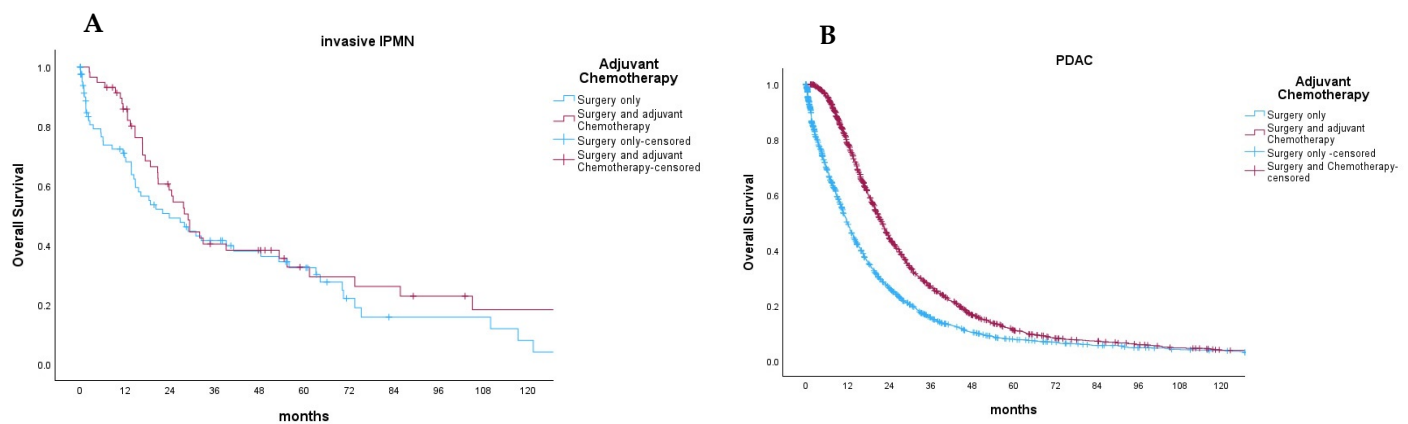 A
invasive IPMN
Overall Survival
1.0
0.8
0.6
0.4
0.2
0.0
0 12 24 36 48 60 72 84 96 108 120
months
Adjuvant
Chemotherapy
Surgery only
Surgery and adjuvant
Chemotherapy
Surgery only-censored
Surgery and adjuvant
Chemotherapy-censored
B
PDAC
Overall Survival
1.0
0.8
0.6
0.4
0.2
0.0
0 12 24 36 48 60 72 84 96 108 120
months
Adjuvant
Chemotherapy
Surgery only
Surgery and adjuvant
Chemotherapy
Surgery only -censored
Surgery and Chemotherapy-
censored